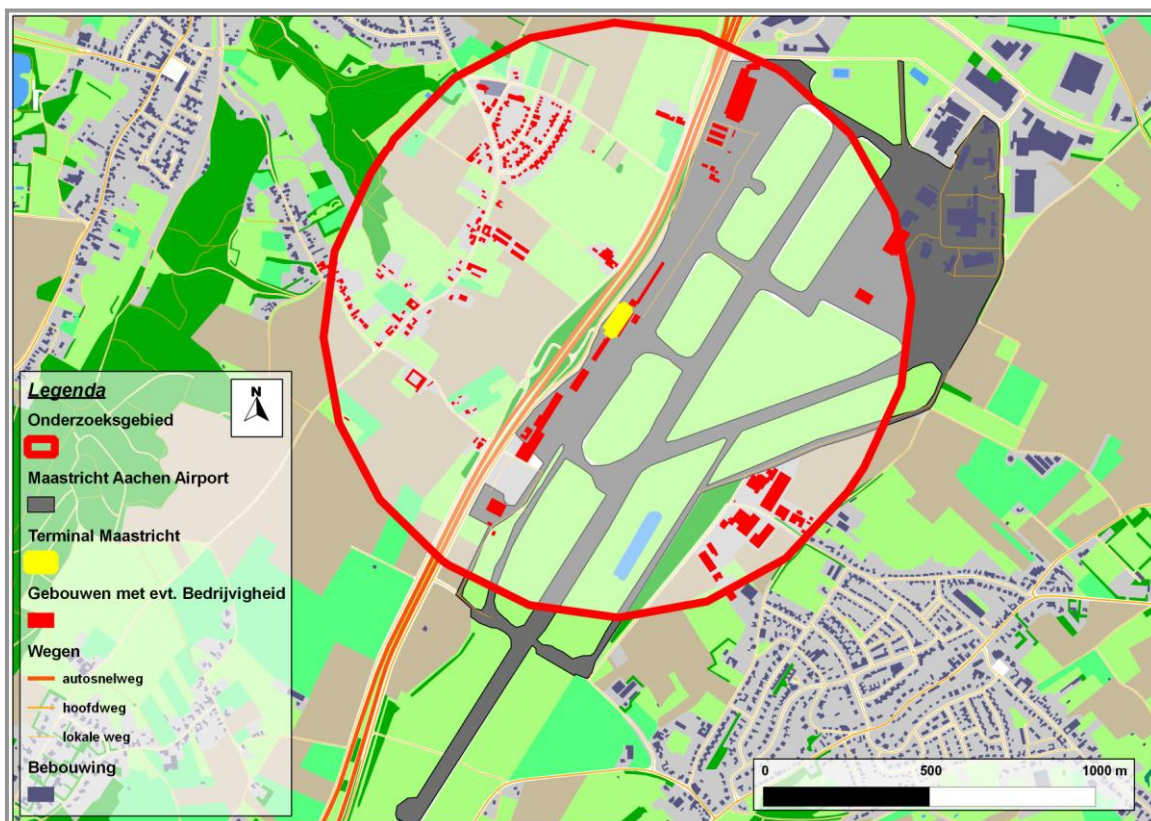 Legenda
N
Onderzoeksgebied
Maastricht Aachen Airport
Terminal Maastricht
Gebouwen met evt. Bedrijvigheid
Wegen
autosnelweg
hoofdweg
lokale weg
Bebouwing
0 500 1000 m